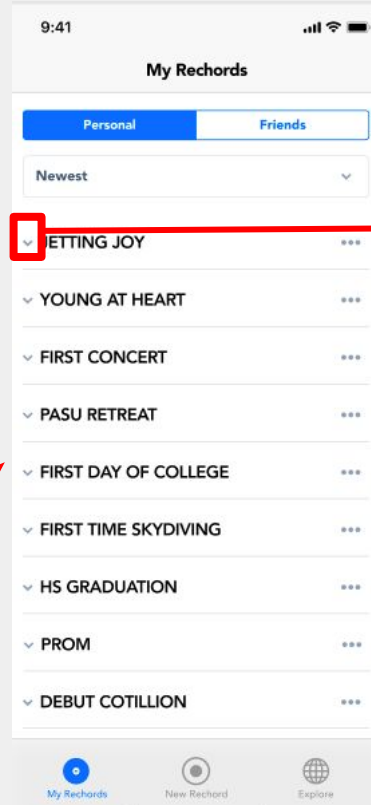 9:41
My Rechords
Personal Friends
Newest
JETTING JOY
YOUNG AT HEART
FIRST CONCERT
PASU RETREAT
FIRST DAY OF COLLEGE
FIRST TIME SKYDIVING
HS GRADUATION
PROM
DEBUT COTILLION
My Rechords New Rechord Explore